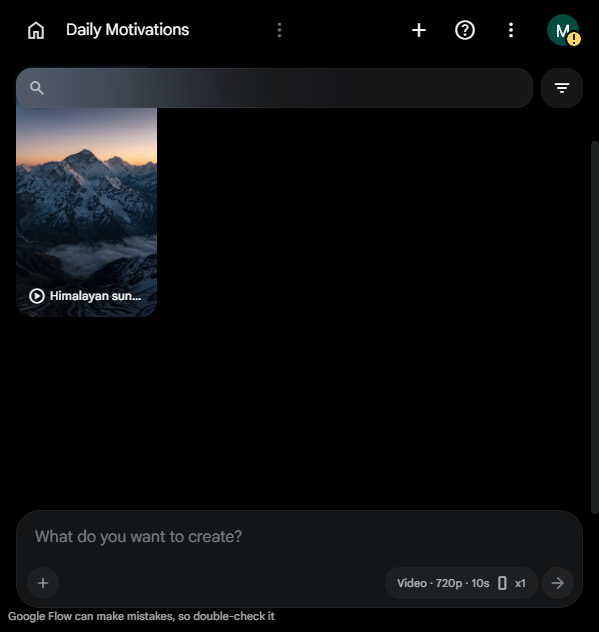 Daily Motivations
M
Himalayan sun...
What do you want to create?
Video · 720p · 10s x1
Google Flow can make mistakes, so double-check it